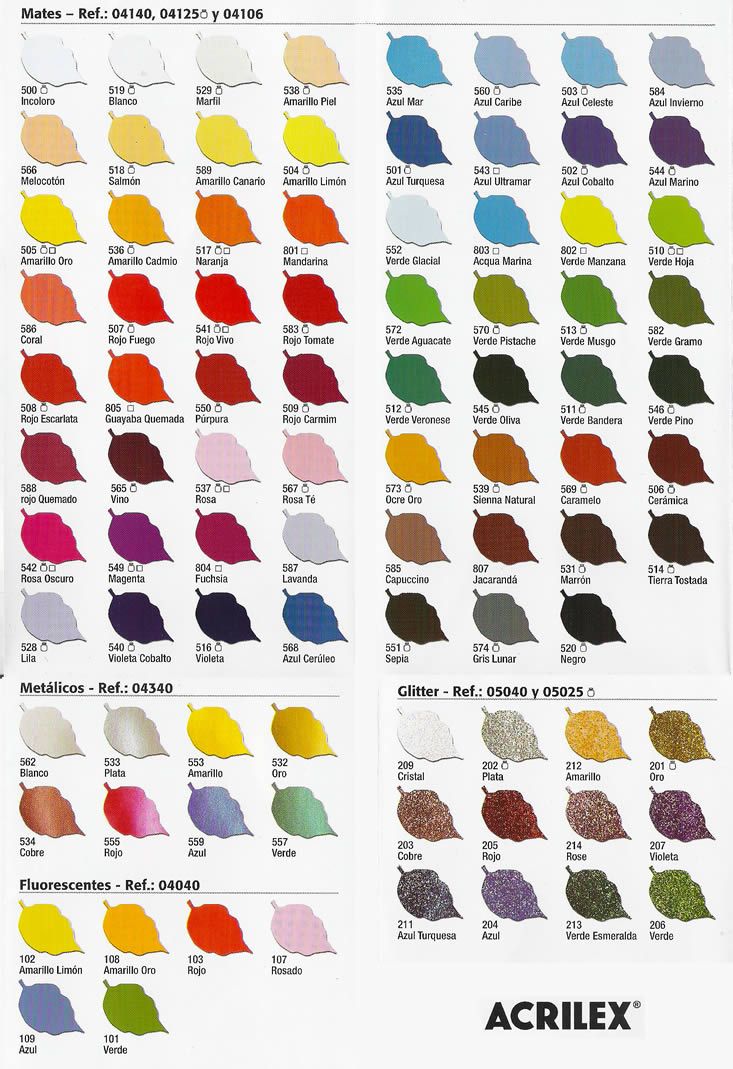 Mates – Ref.: 04140, 04125 y 04106
500
Incoloro
519
Blanco
529
Marfil
538
Amarillo Piel
566
Melocotón
518
Salmón
589
Amarillo Canario
504
Amarillo Limón
505
Amarillo Oro
536
Amarillo Cadmio
517
Naranja
801
Mandarina
586
Coral
507
Rojo Fuego
541
Rojo Vivo
583
Rojo Tomate
508
Rojo Escarlata
805
Guayaba Quemada
550
Púrpura
509
Rojo Carmim
588
rojo Quemado
565
Vino
537
Rosa
567
Rosa Té
542
Rosa Oscuro
549
Magenta
804
Fuchsía
587
Lavanda
528
Lila
540
Violeta Cobalto
516
Violeta
568
Azul Cerúleo
535
Azul Mar
560
Azul Caribe
503
Azul Celeste
584
Azul Invierno
501
Azul Turquesa
543
Azul Ultramar
502
Azul Cobalto
544
Azul Marino
552
Verde Glacial
803
Acqua Marina
802
Verde Manzana
510
Verde Hoja
572
Verde Aguacate
570
Verde Pistache
513
Verde Musgo
582
Verde Gramo
512
Verde Veronese
545
Verde Oliva
511
Verde Bandera
546
Verde Pino
573
Ocre Oro
539
Sienna Natural
569
Caramelo
506
Cerámica
585
Capuccino
807
Jacarandá
531
Marrón
514
Tierra Tostada
551
Sepia
574
Gris Lunar
520
Negro
Metálicos - Ref.: 04340
562
Blanco
533
Plata
553
Amarillo
532
Oro
534
Cobre
555
Rojo
559
Azul
557
Verde
Fluorescentes - Ref.: 04040
102
Amarillo Limón
108
Amarillo Oro
103
Rojo
107
Rosado
109
Azul
101
Verde
Glitter - Ref.: 05040 y 05025
209
Cristal
202
Plata
212
Amarillo
201
Oro
203
Cobre
205
Rojo
214
Rose
207
Violeta
211
Azul Turquesa
204
Azul
213
Verde Esmeralda
206
Verde
ACRILEX®